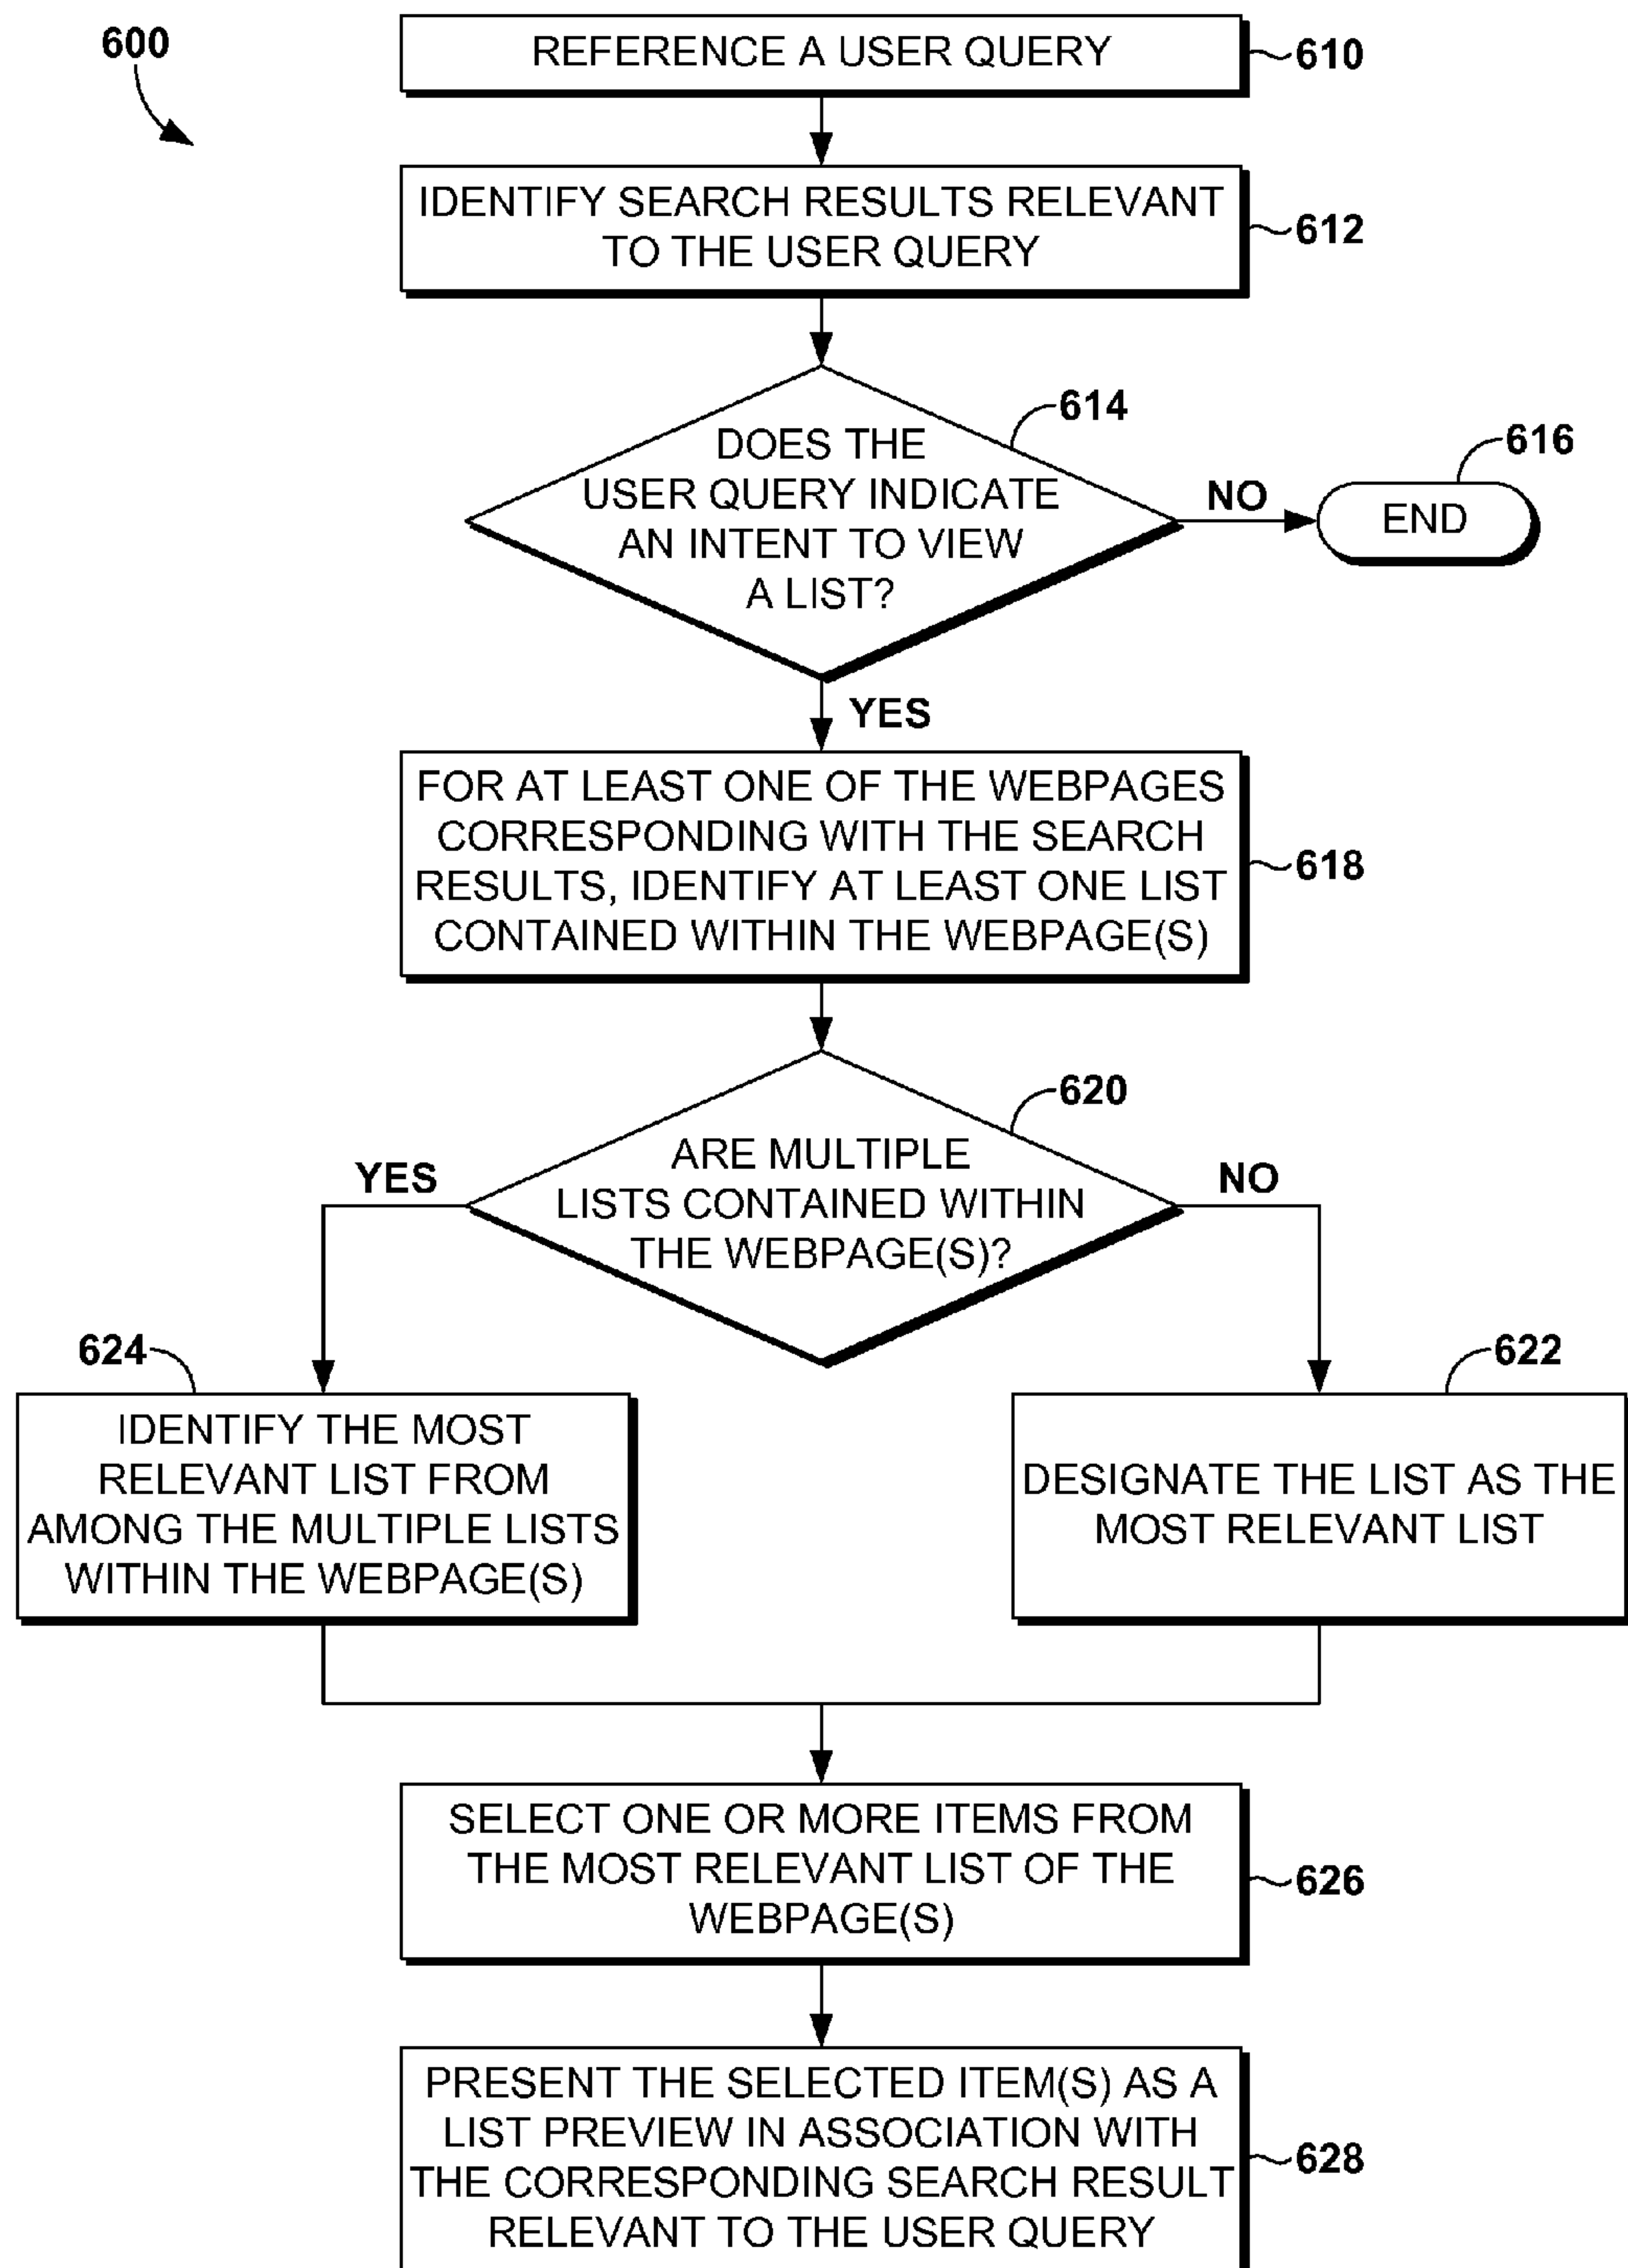 600
REFERENCE A USER QUERY
610
IDENTIFY SEARCH RESULTS RELEVANT
TO THE USER QUERY
612
614
DOES THE
USER QUERY INDICATE
AN INTENT TO VIEW
A LIST?
NO
616
END
YES
FOR AT LEAST ONE OF THE WEBPAGES
CORRESPONDING WITH THE SEARCH
RESULTS, IDENTIFY AT LEAST ONE LIST
CONTAINED WITHIN THE WEBPAGE(S)
618
620
ARE MULTIPLE
LISTS CONTAINED WITHIN
THE WEBPAGE(S)?
YES
NO
624
IDENTIFY THE MOST
RELEVANT LIST FROM
AMONG THE MULTIPLE LISTS
WITHIN THE WEBPAGE(S)
622
DESIGNATE THE LIST AS THE
MOST RELEVANT LIST
SELECT ONE OR MORE ITEMS FROM
THE MOST RELEVANT LIST OF THE
WEBPAGE(S)
626
PRESENT THE SELECTED ITEM(S) AS A
LIST PREVIEW IN ASSOCIATION WITH
THE CORRESPONDING SEARCH RESULT
RELEVANT TO THE USER QUERY
628